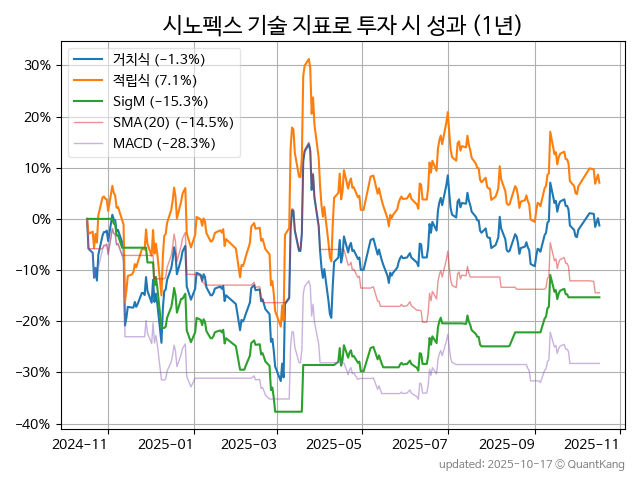 시노펙스 기술 지표로 투자 시 성과 (1년)
거치식 (−1.3%)
적립식 (7.1%)
SigM (−15.3%)
SMA(20) (−14.5%)
MACD (−28.3%)
30%
20%
10%
0%
−10%
−20%
−30%
−40%
2024-11 2025-01 2025-03 2025-05 2025-07 2025-09 2025-11
updated: 2025-10-17 © QuantKang